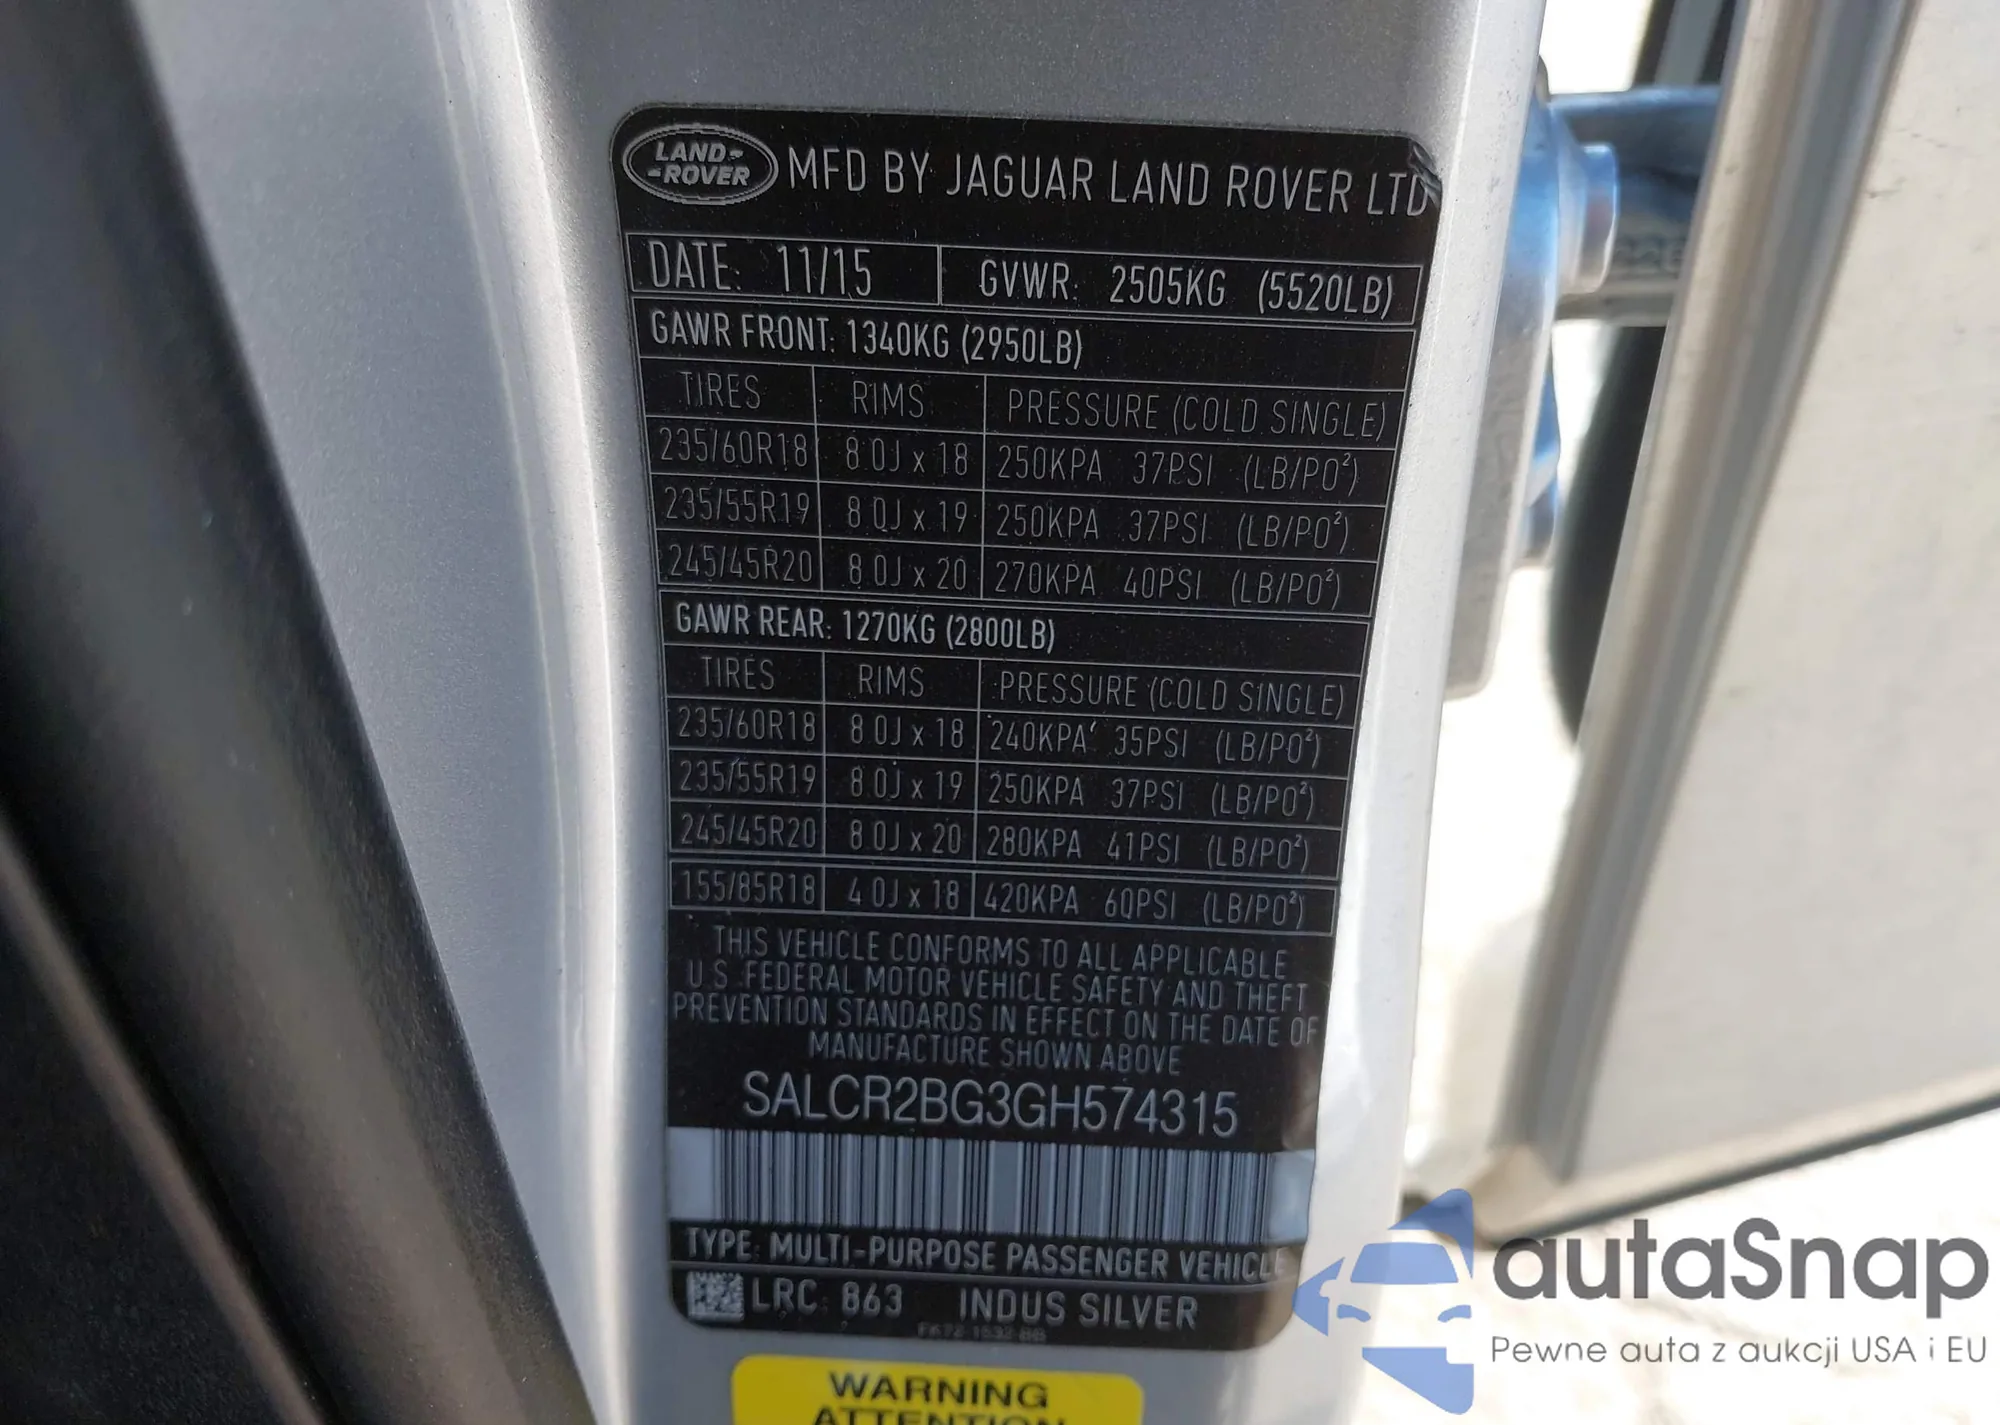 LAND-
-ROVER
MFD BY JAGUAR LAND ROVER LTD
DATE: 11/15 GVWR: 2505KG (5520LB)
GAWR FRONT: 1340KG (2950LB)
TIRES RIMS PRESSURE (COLD SINGLE)
235/60R18 8.0J x 18 250KPA 37PSI (LB/PO²)
235/55R19 8.0J x 19 250KPA 37PSI (LB/PO²)
245/45R20 8.0J x 20 270KPA 40PSI (LB/PO²)
GAWR REAR: 1270KG (2800LB)
TIRES RIMS PRESSURE (COLD SINGLE)
235/60R18 8.0J x 18 240KPA 35PSI (LB/PO²)
235/55R19 8.0J x 19 250KPA 37PSI (LB/PO²)
245/45R20 8.0J x 20 280KPA 41PSI (LB/PO²)
155/85R18 4.0J x 18 420KPA 60PSI (LB/PO²)
THIS VEHICLE CONFORMS TO ALL APPLICABLE
U.S. FEDERAL MOTOR VEHICLE SAFETY AND THEFT
PREVENTION STANDARDS IN EFFECT ON THE DATE OF
MANUFACTURE SHOWN ABOVE
SALCR2BG3GH574315
TYPE: MULTI-PURPOSE PASSENGER VEHICLE
LRC: 863 INDUS SILVER
WARNING
ATTENTION
autaSnap
Pewne auta z aukcji USA i EU